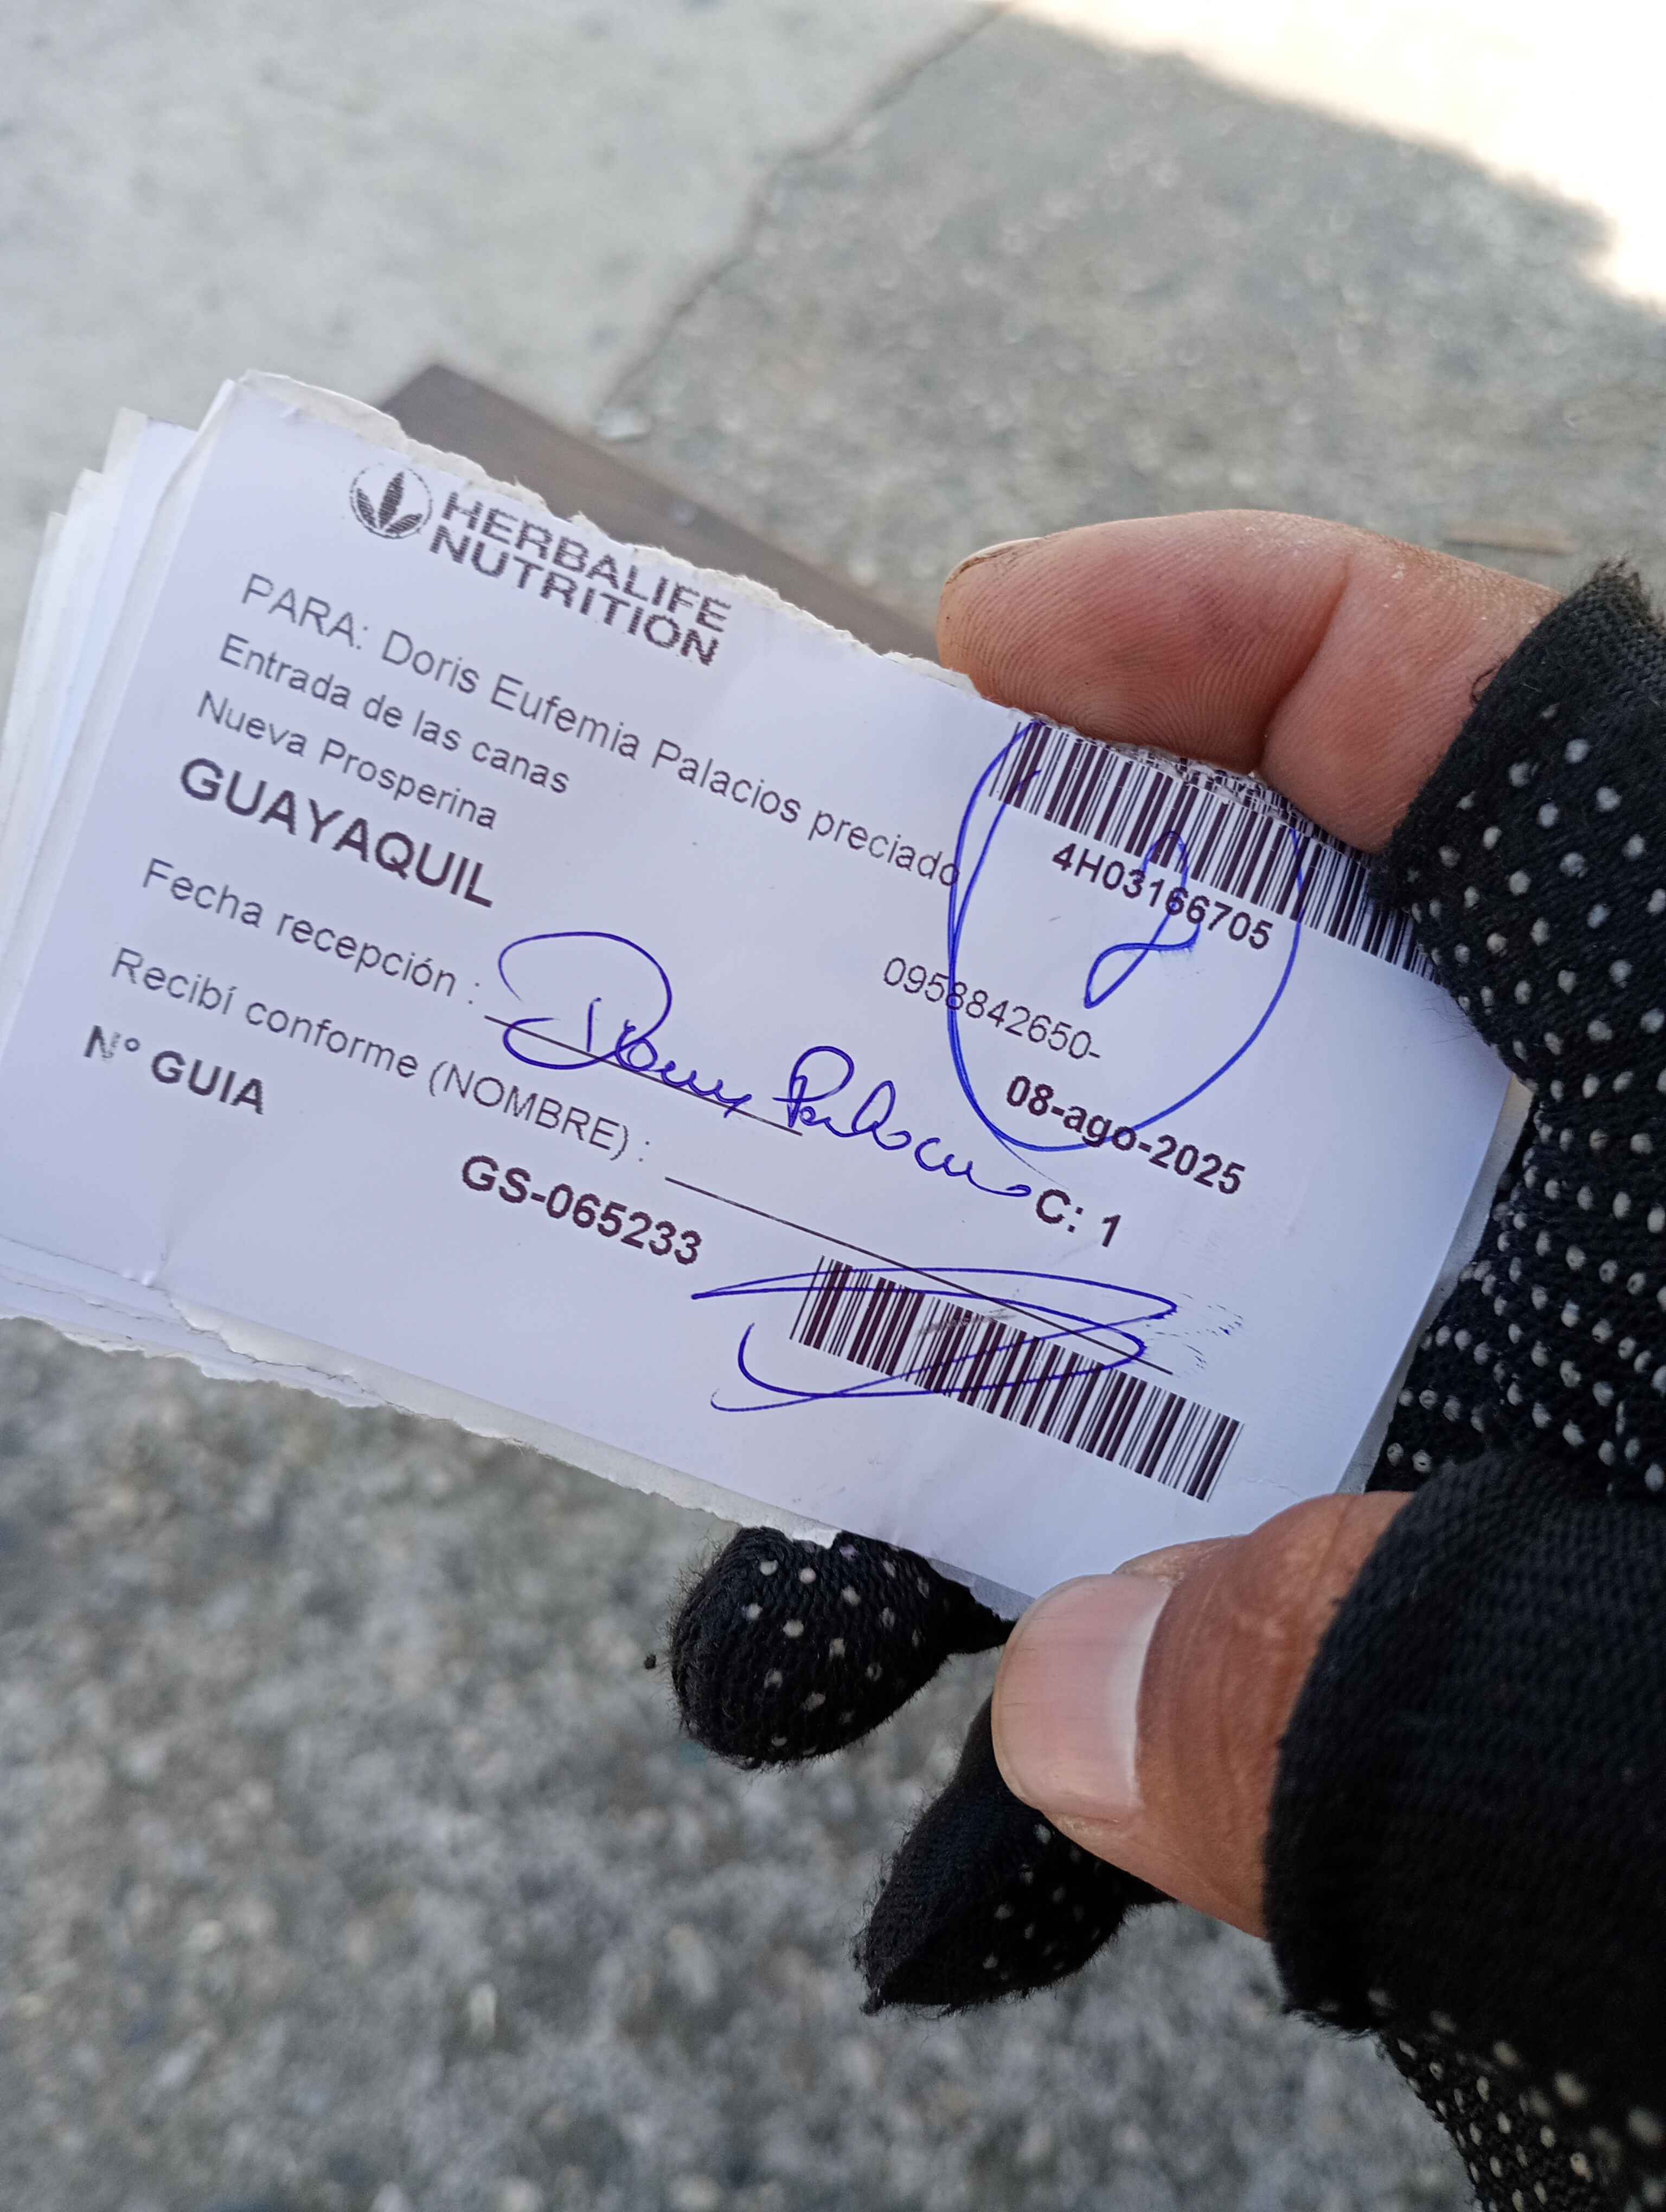 HERBALIFE
NUTRITION
PARA: Doris Eufemia Palacios preciado
Entrada de las canas
Nueva Prosperina
GUAYAQUIL
4H03166705
0958842650-
08-ago-2025
Fecha recepción :
Recibí conforme (NOMBRE) :
C: 1
N° GUIA
GS-065233